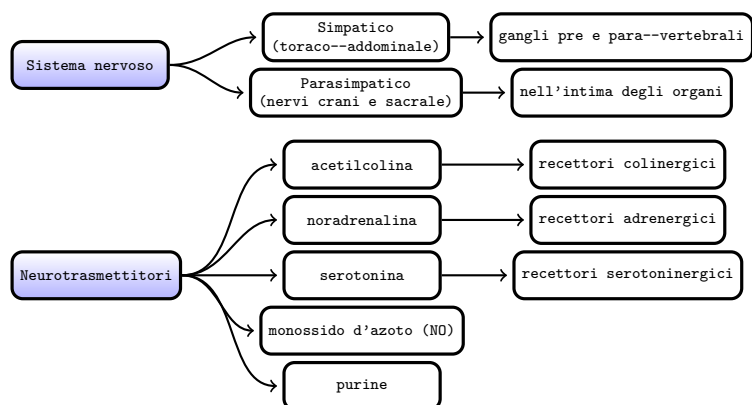 Simpatico
(toraco--addominale)
gangli pre e para--vertebrali
Sistema nervoso
Parasimpatico
(nervi crani e sacrale)
nell'intima degli organi
acetilcolina
recettori colinergici
noradrenalina
recettori adrenergici
Neurotrasmettitori
serotonina
recettori serotoninergici
monossido d'azoto (NO)
purine